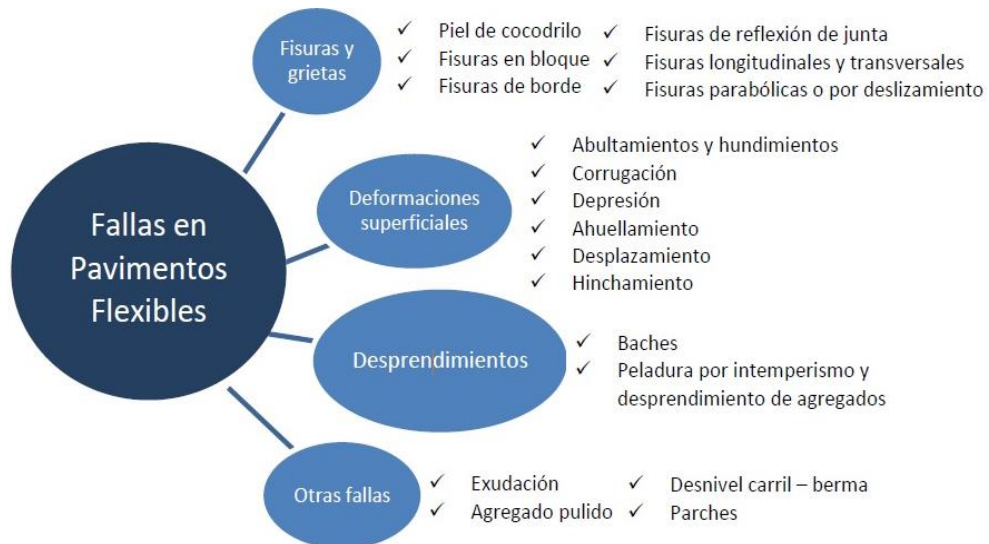 Fallas en
Pavimentos
Flexibles
Fisuras y
grietas
✓ Piel de cocodrilo
✓ Fisuras en bloque
✓ Fisuras de borde
✓ Fisuras de reflexión de junta
✓ Fisuras longitudinales y transversales
✓ Fisuras parabólicas o por deslizamiento
Deformaciones
superficiales
✓ Abultamientos y hundimientos
✓ Corrugación
✓ Depresión
✓ Ahuellamiento
✓ Desplazamiento
✓ Hinchamiento
Desprendimientos
✓ Baches
✓ Peladura por intemperismo y
desprendimiento de agregados
Otras fallas
✓ Exudación
✓ Agregado pulido
✓ Desnivel carril – berma
✓ Parches